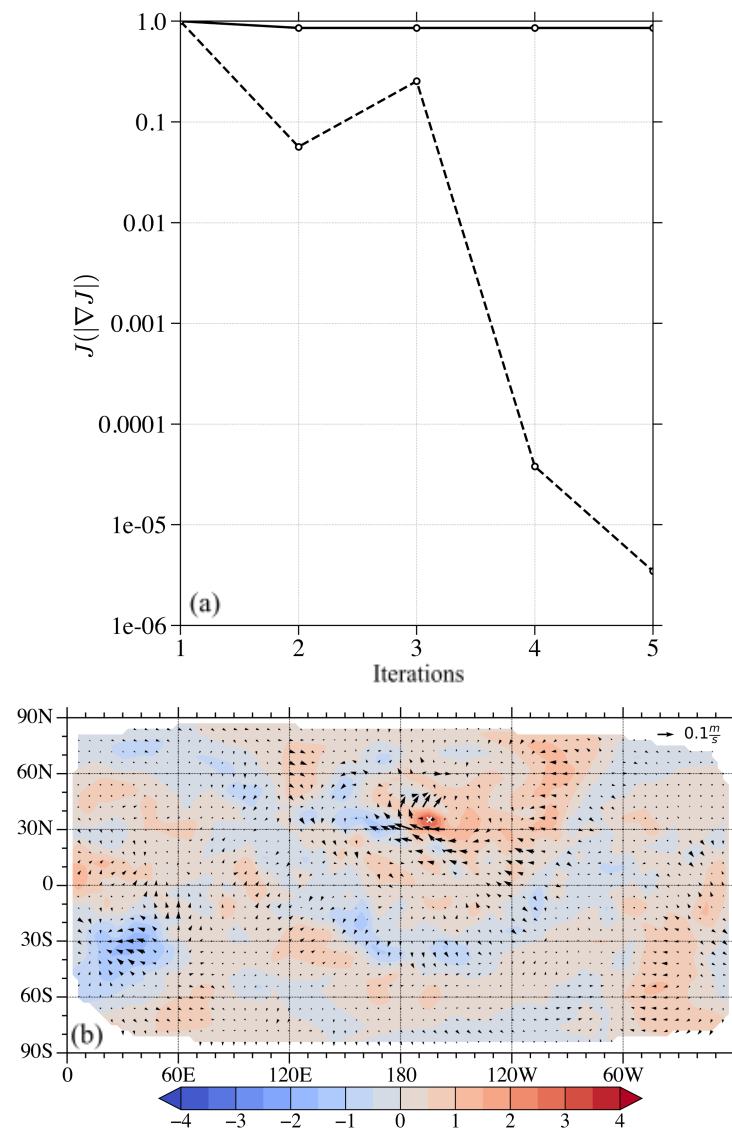 1.0
0.1
0.01
J(|∇J|)
0.001
0.0001
1e-05
(a)
1e-06
1 2 3 4 5
Iterations
90N
0.1 m/s
60N
30N
0
30S
60S
(b)
90S
0 60E 120E 180 120W 60W
−4 −3 −2 −1 0 1 2 3 4